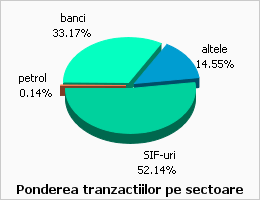 banci
33.17%
altele
14.55%
petrol
0.14%
SIF-uri
52.14%
Ponderea tranzactiilor pe sectoare